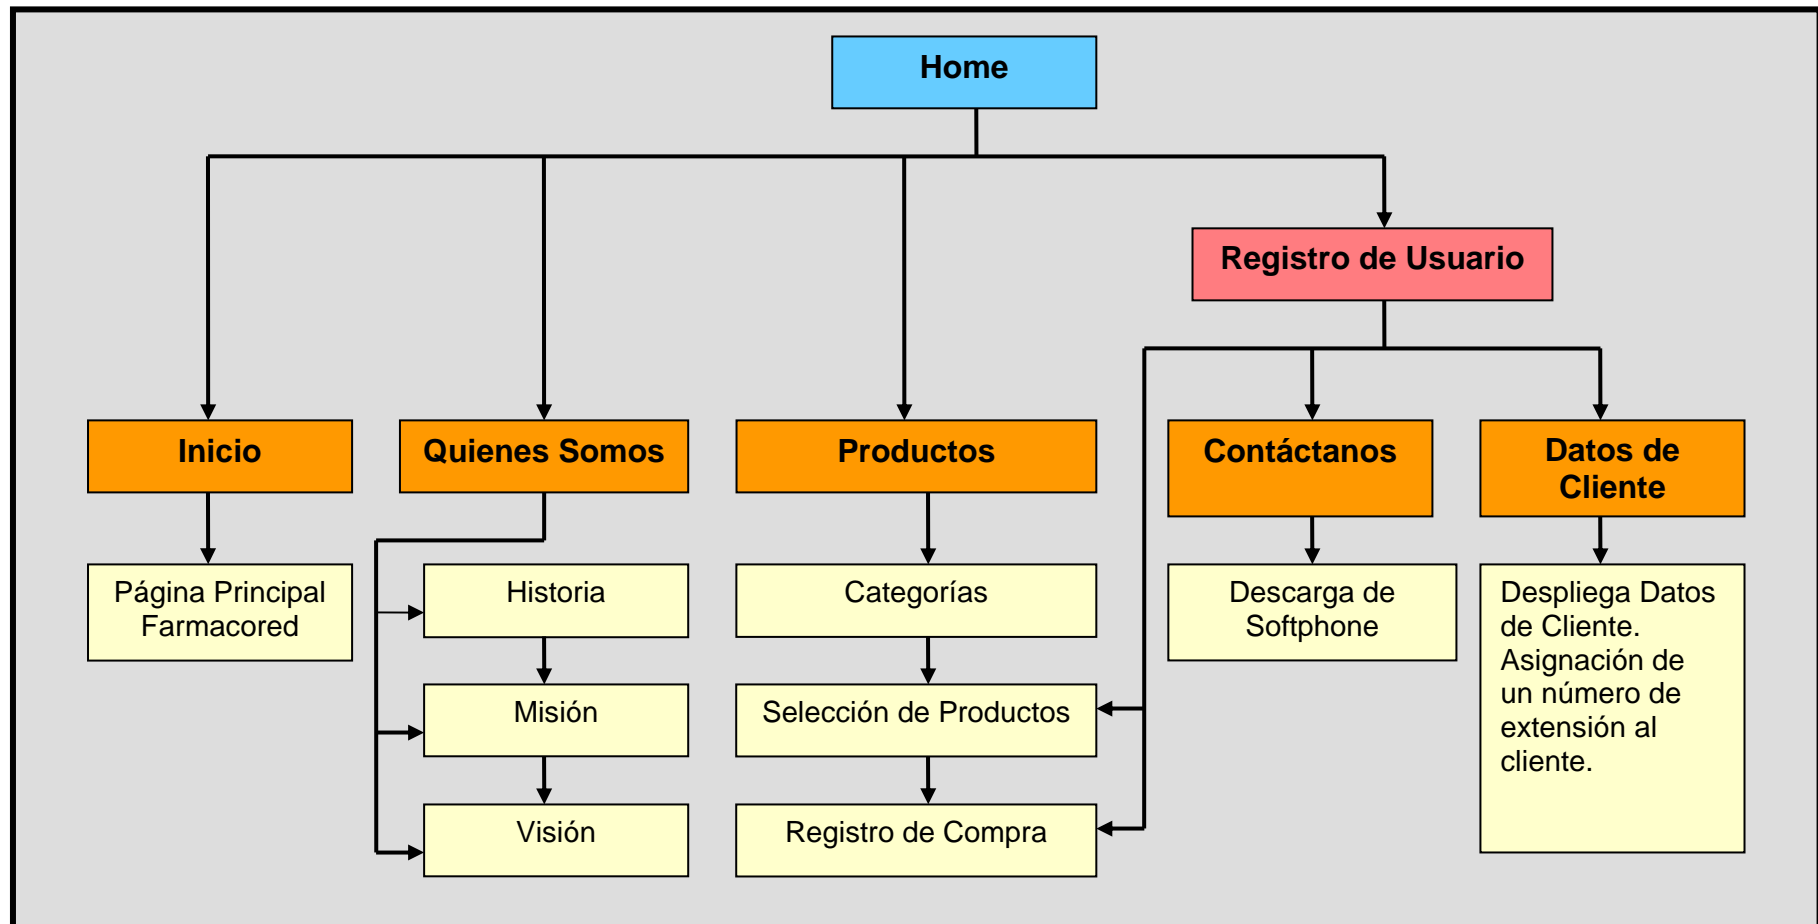 Home
Registro de Usuario
Inicio
Quienes Somos
Productos
Contáctanos
Datos de
Cliente
Página Principal
Farmacored
Historia
Categorías
Descarga de
Softphone
Despliega Datos
de Cliente.
Asignación de
un número de
extensión al
cliente.
Misión
Selección de Productos
Visión
Registro de Compra